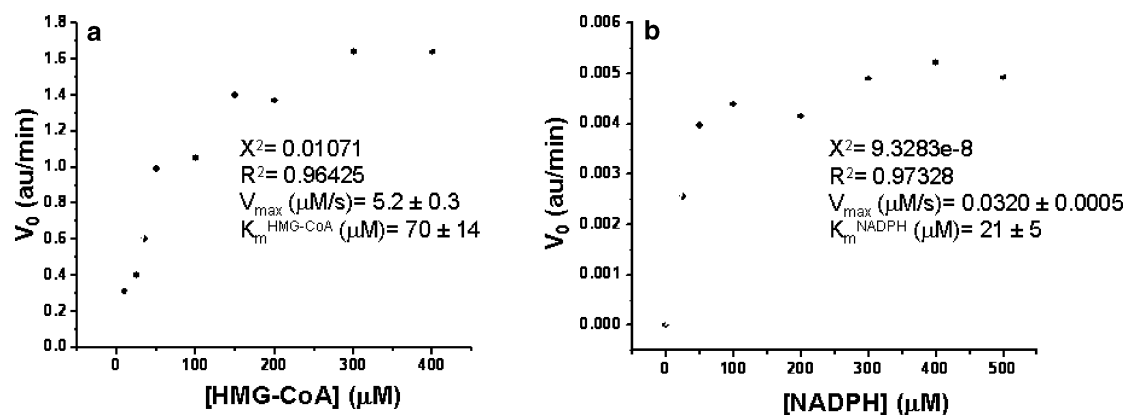 a
1.8
1.6
1.4
1.2
1.0
0.8
0.6
0.4
0.2
0.0
V₀ (au/min)
X²= 0.01071
R²= 0.96425
Vₘₐₓ (μM/s)= 5.2 ± 0.3
Kₘᴴᴹᴳ⁻ᶜᵒᴬ (μM)= 70 ± 14
0 100 200 300 400
[HMG-CoA] (μM)
b
0.006
0.005
0.004
0.003
0.002
0.001
0.000
V₀ (au/min)
X²= 9.3283e-8
R²= 0.97328
Vₘₐₓ (μM/s)= 0.0320 ± 0.0005
Kₘᴺᴬᴰᴾᴴ (μM)= 21 ± 5
0 100 200 300 400 500
[NADPH] (μM)